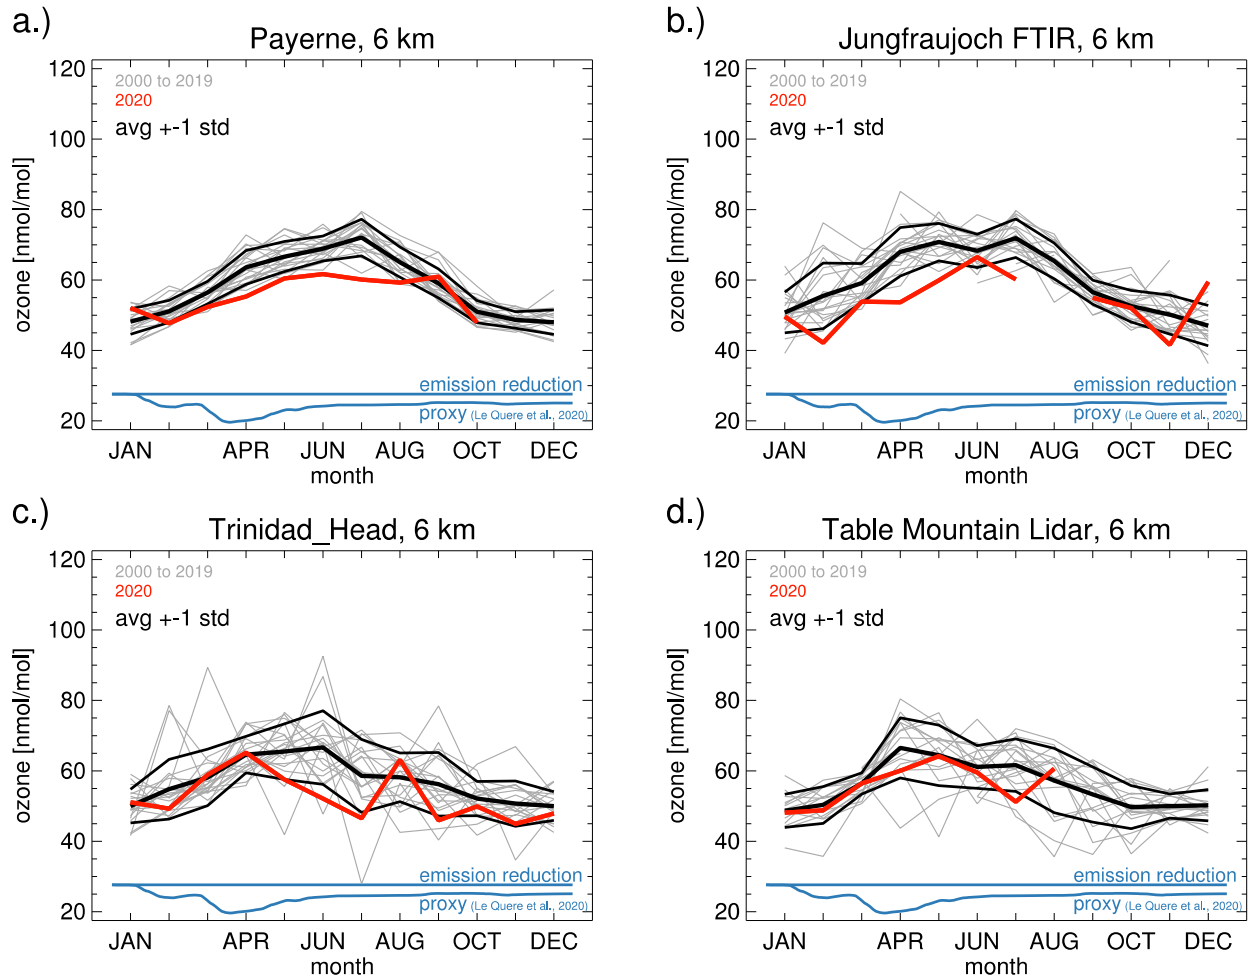 a.)
Payerne, 6 km
120
100
80
60
40
20
ozone [nmol/mol]
2000 to 2019
2020
avg +-1 std
emission reduction
proxy (Le Quere et al., 2020)
JAN APR JUN AUG OCT DEC
month
b.)
Jungfraujoch FTIR, 6 km
120
100
80
60
40
20
ozone [nmol/mol]
2000 to 2019
2020
avg +-1 std
emission reduction
proxy (Le Quere et al., 2020)
JAN APR JUN AUG OCT DEC
month
c.)
Trinidad_Head, 6 km
120
100
80
60
40
20
ozone [nmol/mol]
2000 to 2019
2020
avg +-1 std
emission reduction
proxy (Le Quere et al., 2020)
JAN APR JUN AUG OCT DEC
month
d.)
Table Mountain Lidar, 6 km
120
100
80
60
40
20
ozone [nmol/mol]
2000 to 2019
2020
avg +-1 std
emission reduction
proxy (Le Quere et al., 2020)
JAN APR JUN AUG OCT DEC
month